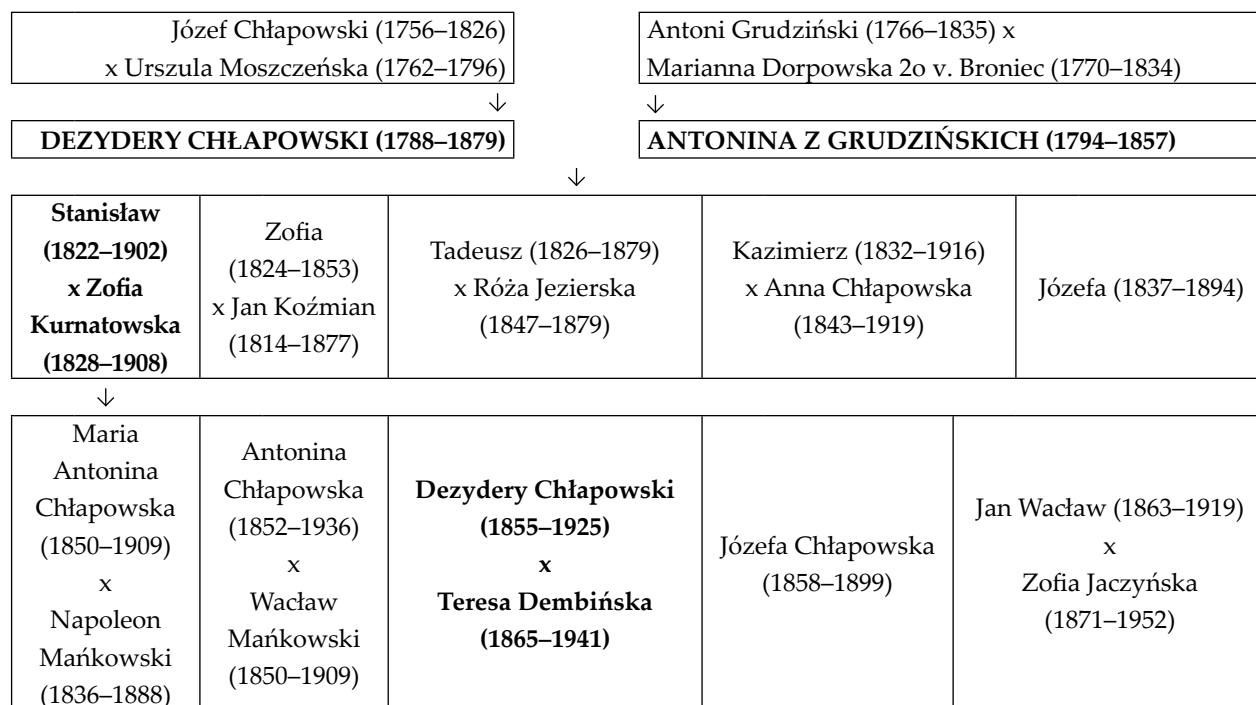 Józef Chłapowski (1756–1826)
x Urszula Moszczeńska (1762–1796)
Antoni Grudziński (1766–1835) x
Marianna Dorpowska 2o v. Broniec (1770–1834)
↓
↓
DEZYDERY CHŁAPOWSKI (1788–1879)
ANTONINA Z GRUDZIŃSKICH (1794–1857)
↓
Stanisław
(1822–1902)
x Zofia
Kurnatowska
(1828–1908)
Zofia
(1824–1853)
x Jan Koźmian
(1814–1877)
Tadeusz (1826–1879)
x Róża Jezierska
(1847–1879)
Kazimierz (1832–1916)
x Anna Chłapowska
(1843–1919)
Józefa (1837–1894)
↓
Maria
Antonina
Chłapowska
(1850–1909)
x
Napoleon
Mańkowski
(1836–1888)
Antonina
Chłapowska
(1852–1936)
x
Wacław
Mańkowski
(1850–1909)
Dezydery Chłapowski
(1855–1925)
x
Teresa Dembińska
(1865–1941)
Józefa Chłapowska
(1858–1899)
Jan Wacław (1863–1919)
x
Zofia Jaczyńska
(1871–1952)